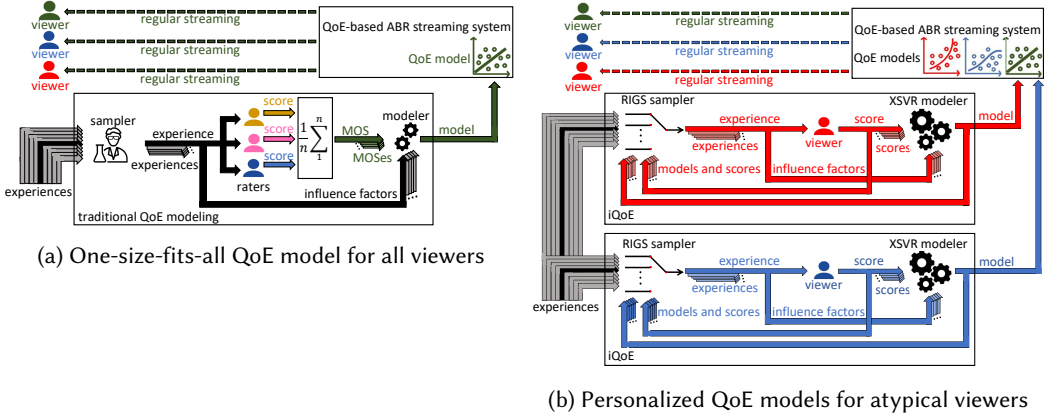 viewer
regular streaming
viewer
regular streaming
viewer
regular streaming
QoE-based ABR streaming system
QoE model
sampler
experience
experiences
experiences
score
score
score
raters
1
n
n
∑
1
MOS
MOSes
modeler
model
influence factors
traditional QoE modeling
(a) One-size-fits-all QoE model for all viewers
viewer
regular streaming
viewer
regular streaming
viewer
regular streaming
QoE-based ABR streaming system
QoE models
RIGS sampler
experience
experiences
viewer
score
scores
XSVR modeler
model
models and scores
influence factors
iQoE
RIGS sampler
experience
experiences
viewer
score
scores
XSVR modeler
model
models and scores
influence factors
experiences
iQoE
(b) Personalized QoE models for atypical viewers